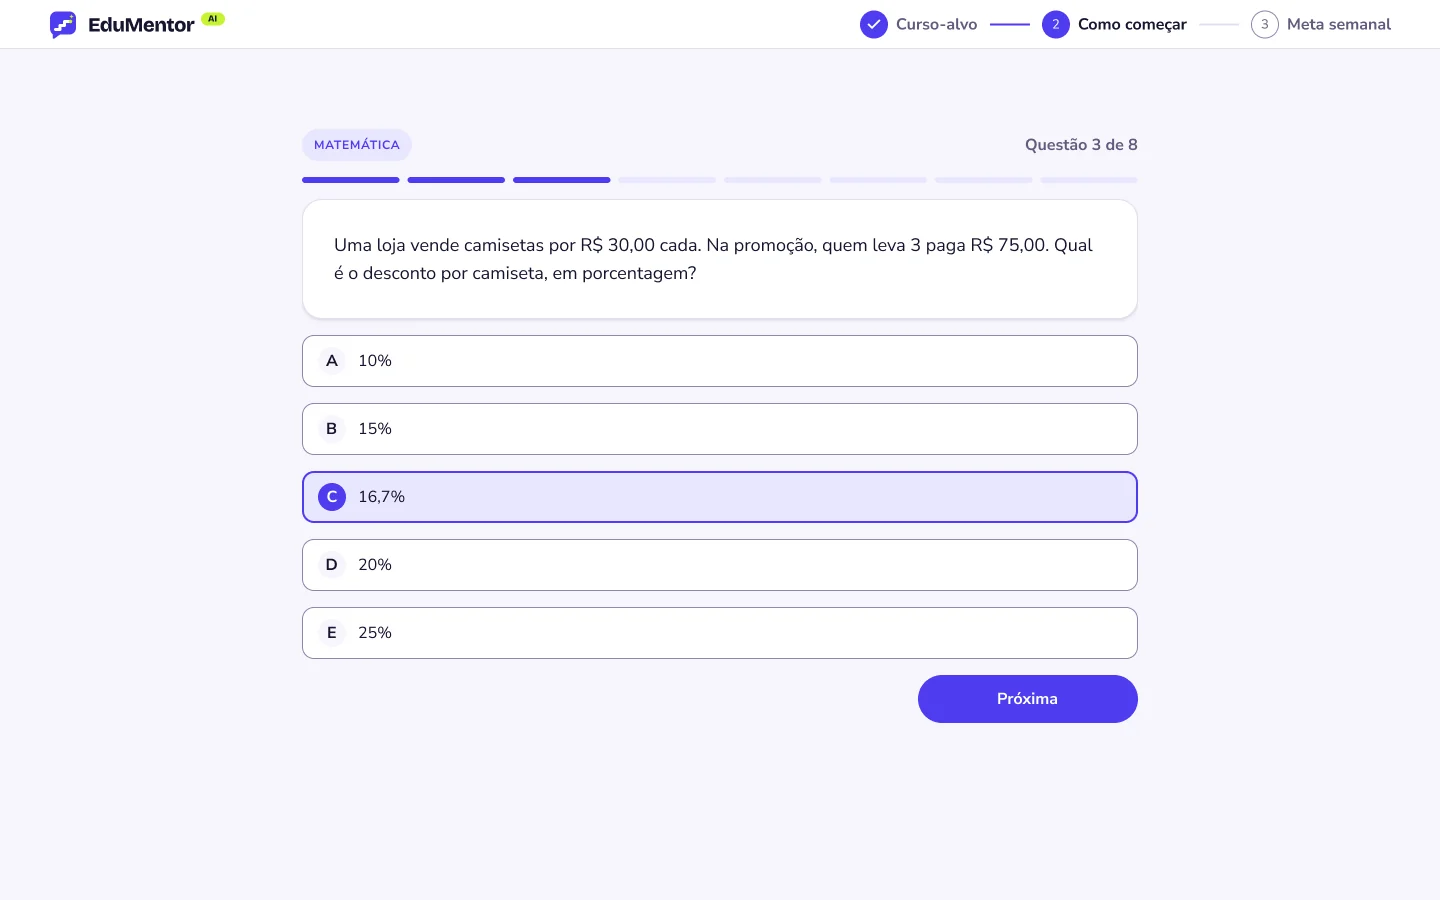 EduMentor AI
Curso-alvo
2 Como começar
3 Meta semanal
MATEMÁTICA
Questão 3 de 8
Uma loja vende camisetas por R$ 30,00 cada. Na promoção, quem leva 3 paga R$ 75,00. Qual
é o desconto por camiseta, em porcentagem?
A 10%
B 15%
C 16,7%
D 20%
E 25%
Próxima